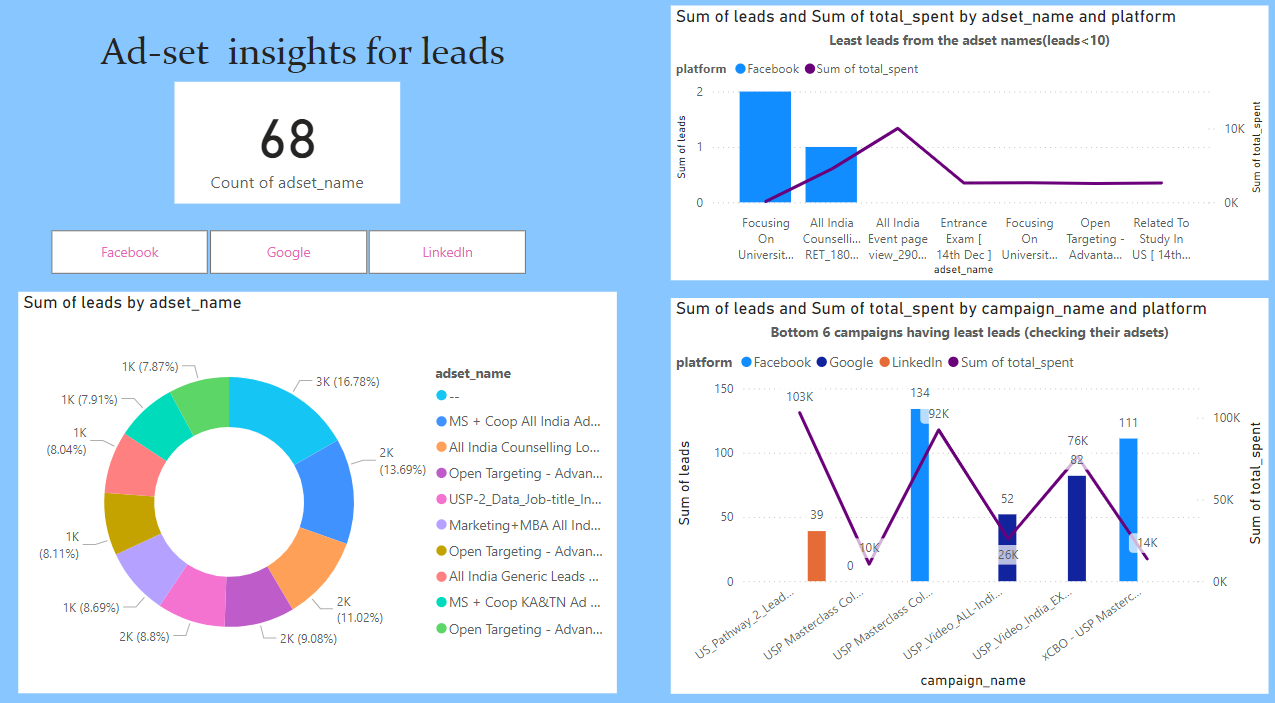 Ad-set insights for leads
68
Count of adset_name
Facebook
Google
LinkedIn
Sum of leads by adset_name
1K (7.87%)
3K (16.78%)
1K (7.91%)
1K
(8.04%)
2K
(13.69%)
1K
(8.11%)
1K (8.69%)
2K
(11.02%)
2K (8.8%)
2K (9.08%)
adset_name
--
MS + Coop All India Ad...
All India Counselling Lo...
Open Targeting - Advan...
USP-2_Data_Job-title_In...
Marketing+MBA All Ind...
Open Targeting - Advan...
All India Generic Leads ...
MS + Coop KA&TN Ad ...
Open Targeting - Advan...
Sum of leads and Sum of total_spent by adset_name and platform
Least leads from the adset names(leads<10)
platform Facebook Sum of total_spent
Sum of leads
2
1
0
10K
0K
Sum of total_spent
Focusing
On
Universit...
All India
Counselli...
RET_180...
All India
Event page
view_290...
Entrance
Exam [
14th Dec ]
Focusing
On
Universit...
Open
Targeting -
Advanta...
Related To
Study In
US [ 14th...
adset_name
Sum of leads and Sum of total_spent by campaign_name and platform
Bottom 6 campaigns having least leads (checking their adsets)
platform Facebook Google LinkedIn Sum of total_spent
Sum of leads
150
100
50
0
103K
39
10K
0
134
92K
52
26K
76K
82
111
14K
100K
50K
0K
Sum of total_spent
US_Pathway_2_Lead...
USP Masterclass Col...
USP Masterclass Col...
USP_Video_ALL-Indi...
USP_Video_India_EX...
xCBO - USP Masterc...
campaign_name